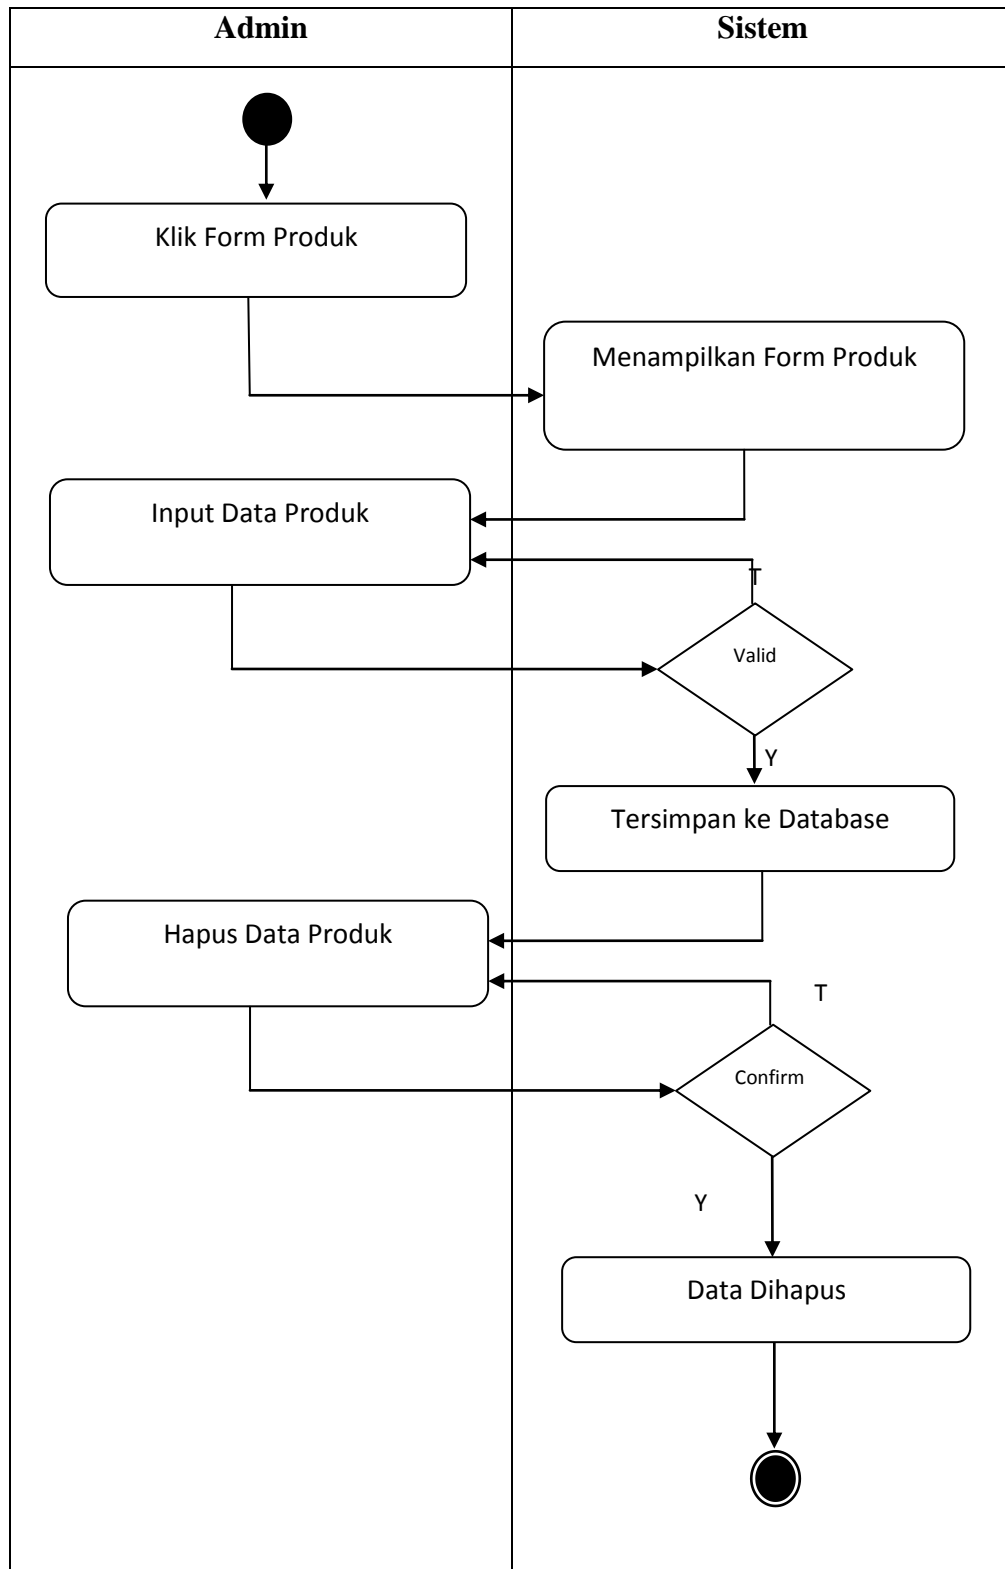 Admin
Sistem
Klik Form Produk
Menampilkan Form Produk
Input Data Produk
T
Valid
Y
Tersimpan ke Database
Hapus Data Produk
T
Confirm
Y
Data Dihapus